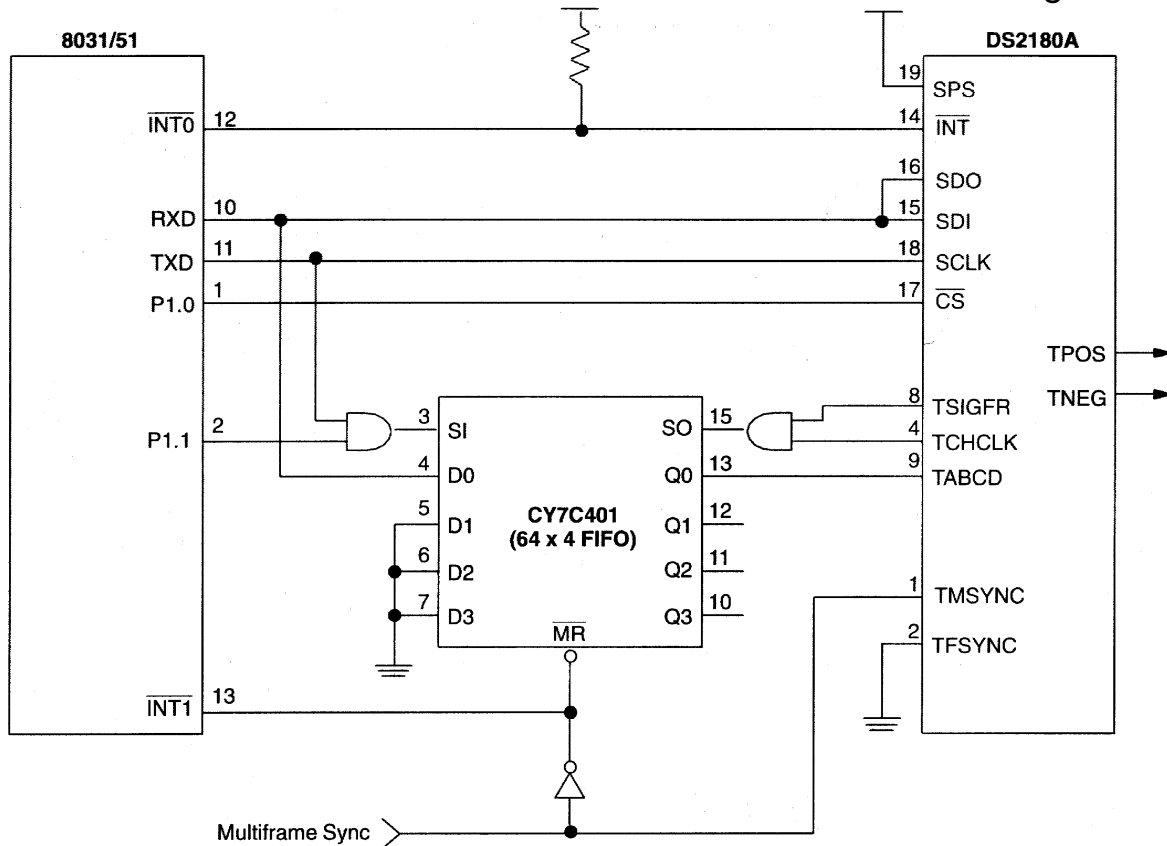 g
8031/51
DS2180A
19 SPS
INT0 12
14 INT
16 SDO
RXD 10
15 SDI
TXD 11
18 SCLK
P1.0 1
17 CS
TPOS
TNEG
8 TSIGFR
3 SI
SO 15
P1.1 2
4 TCHCLK
4 D0
Q0 13
9 TABCD
5 D1
CY7C401
(64 x 4 FIFO)
Q1 12
6 D2
Q2 11
7 D3
Q3 10
MR
1 TMSYNC
2 TFSYNC
INT1 13
Multiframe Sync